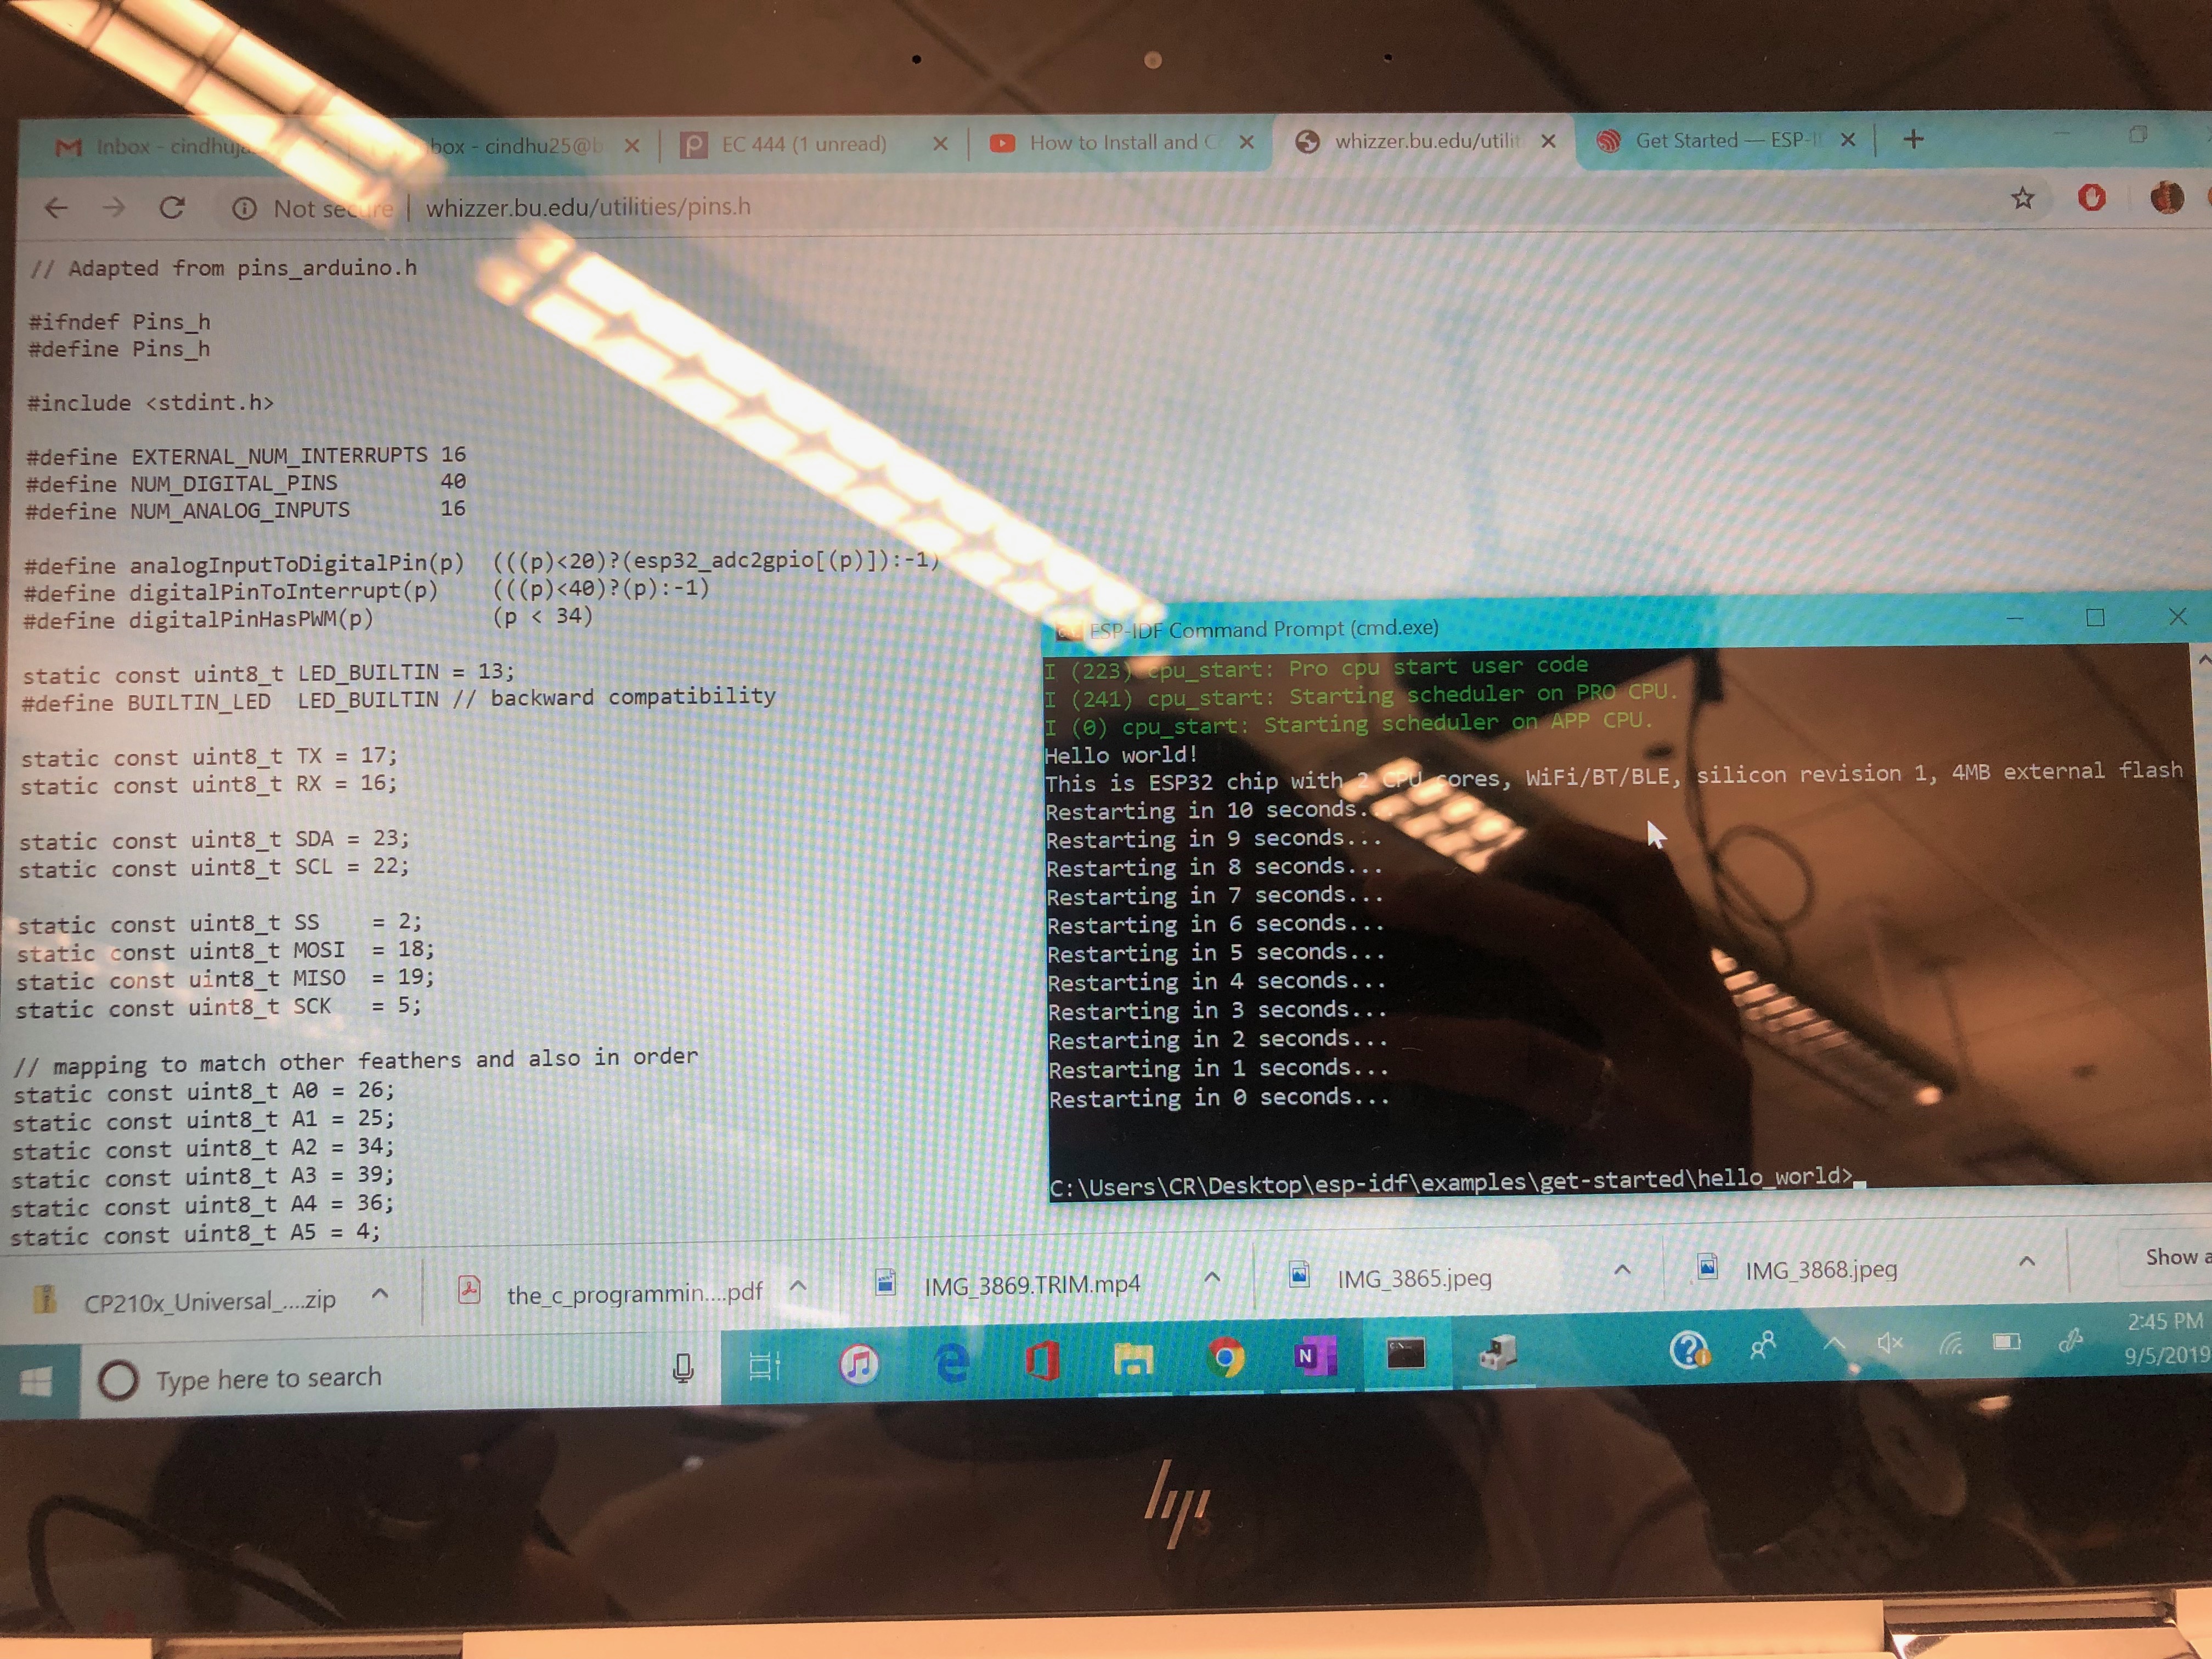 Inbox - cindhuja
box - cindhu25@b
EC 444 (1 unread)
How to Install and C
whizzer.bu.edu/utilit
Get Started — ESP-I
Not secure | whizzer.bu.edu/utilities/pins.h
// Adapted from pins_arduino.h
#ifndef Pins_h
#define Pins_h
#include <stdint.h>
#define EXTERNAL_NUM_INTERRUPTS 16
#define NUM_DIGITAL_PINS 40
#define NUM_ANALOG_INPUTS 16
#define analogInputToDigitalPin(p) (((p)<20)?(esp32_adc2gpio[(p)]):-1)
#define digitalPinToInterrupt(p) (((p)<40)?(p):-1)
#define digitalPinHasPWM(p) (p < 34)
static const uint8_t LED_BUILTIN = 13;
#define BUILTIN_LED LED_BUILTIN // backward compatibility
static const uint8_t TX = 17;
static const uint8_t RX = 16;
static const uint8_t SDA = 23;
static const uint8_t SCL = 22;
static const uint8_t SS = 2;
static const uint8_t MOSI = 18;
static const uint8_t MISO = 19;
static const uint8_t SCK = 5;
// mapping to match other feathers and also in order
static const uint8_t A0 = 26;
static const uint8_t A1 = 25;
static const uint8_t A2 = 34;
static const uint8_t A3 = 39;
static const uint8_t A4 = 36;
static const uint8_t A5 = 4;
ESP-IDF Command Prompt (cmd.exe)
I (223) cpu_start: Pro cpu start user code
I (241) cpu_start: Starting scheduler on PRO CPU.
I (0) cpu_start: Starting scheduler on APP CPU.
Hello world!
This is ESP32 chip with 2 CPU cores, WiFi/BT/BLE, silicon revision 1, 4MB external flash
Restarting in 10 seconds...
Restarting in 9 seconds...
Restarting in 8 seconds...
Restarting in 7 seconds...
Restarting in 6 seconds...
Restarting in 5 seconds...
Restarting in 4 seconds...
Restarting in 3 seconds...
Restarting in 2 seconds...
Restarting in 1 seconds...
Restarting in 0 seconds...
C:\Users\CR\Desktop\esp-idf\examples\get-started\hello_world>
CP210x_Universal_....zip
the_c_programmin....pdf
IMG_3869.TRIM.mp4
IMG_3865.jpeg
IMG_3868.jpeg
Show a
Type here to search
2:45 PM
9/5/2019
hp